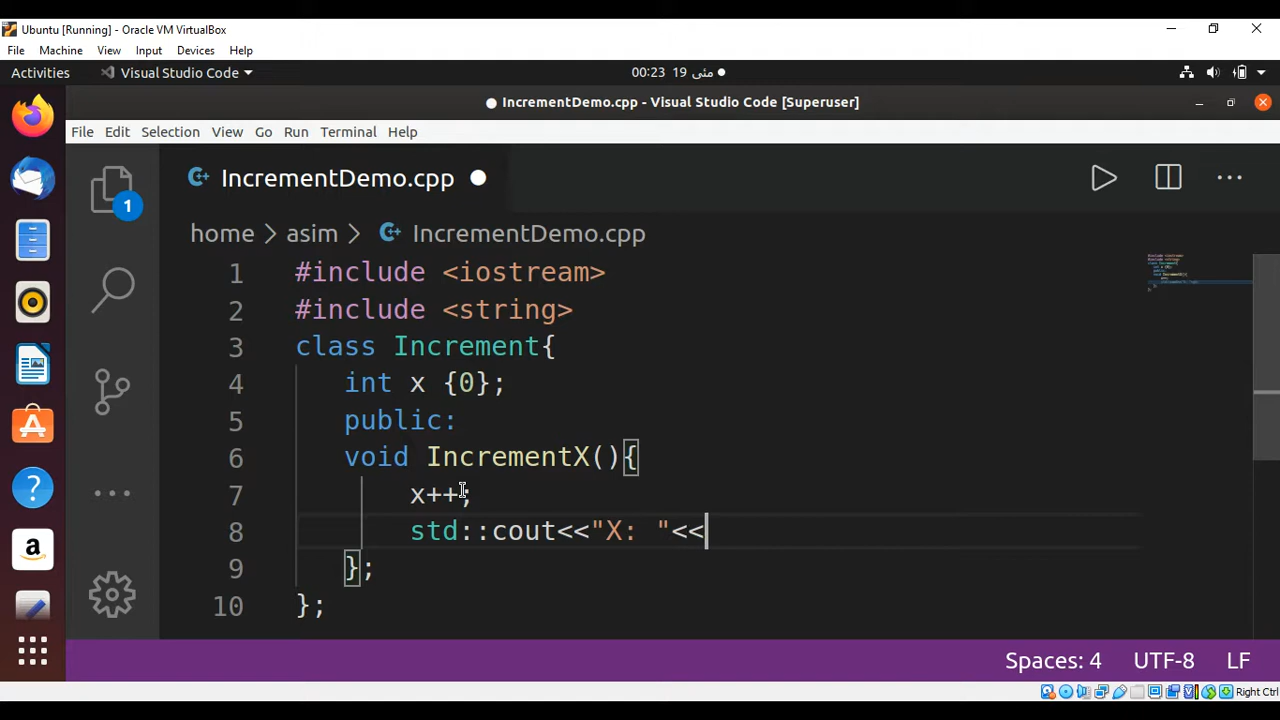 Ubuntu [Running] - Oracle VM VirtualBox
File Machine View Input Devices Help
Activities Visual Studio Code 00:23 19 مئی
IncrementDemo.cpp - Visual Studio Code [Superuser]
File Edit Selection View Go Run Terminal Help
IncrementDemo.cpp
home > asim > IncrementDemo.cpp
1 #include <iostream>
2 #include <string>
3 class Increment{
4 int x {0};
5 public:
6 void IncrementX(){
7 x++;
8 std::cout<<"X: "<<
9 };
10 };
1
Spaces: 4 UTF-8 LF
Right Ctrl